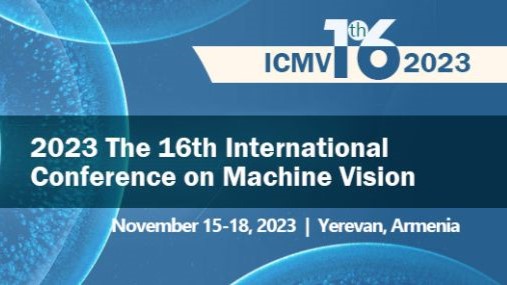 ICMV 16th 2023
2023 The 16th International
Conference on Machine Vision
November 15-18, 2023 | Yerevan, Armenia